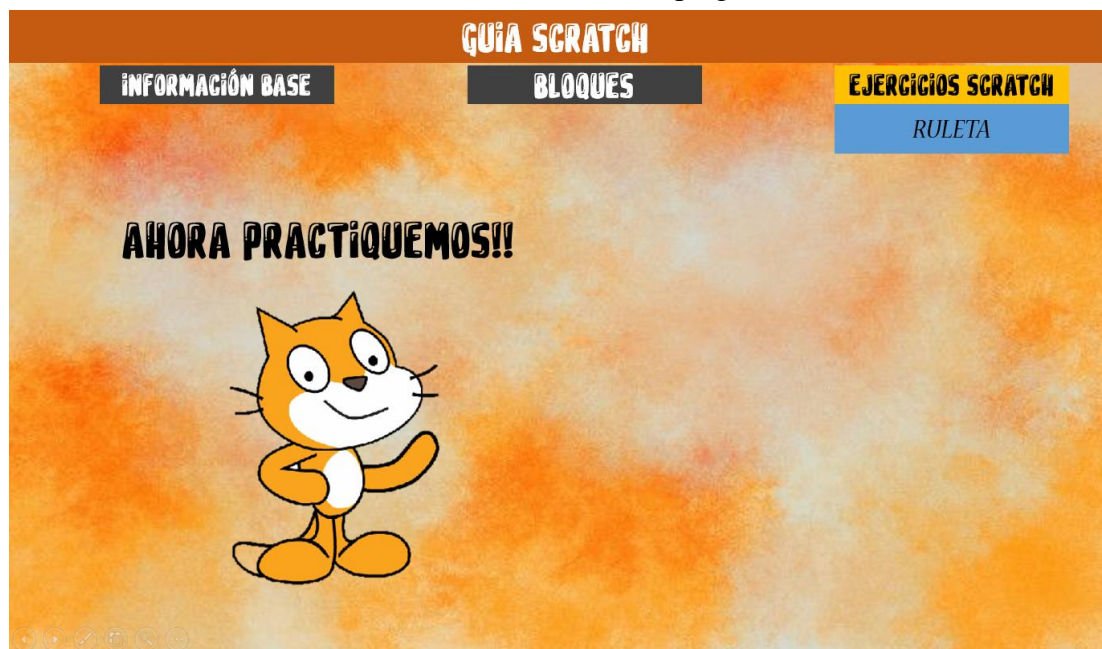 GUiA SCRATCH
iNFORMACiÓN BASE
BLOQUES
EJERCiCiOS SCRATCH
RULETA
AHORA PRACTiQUEMOS!!